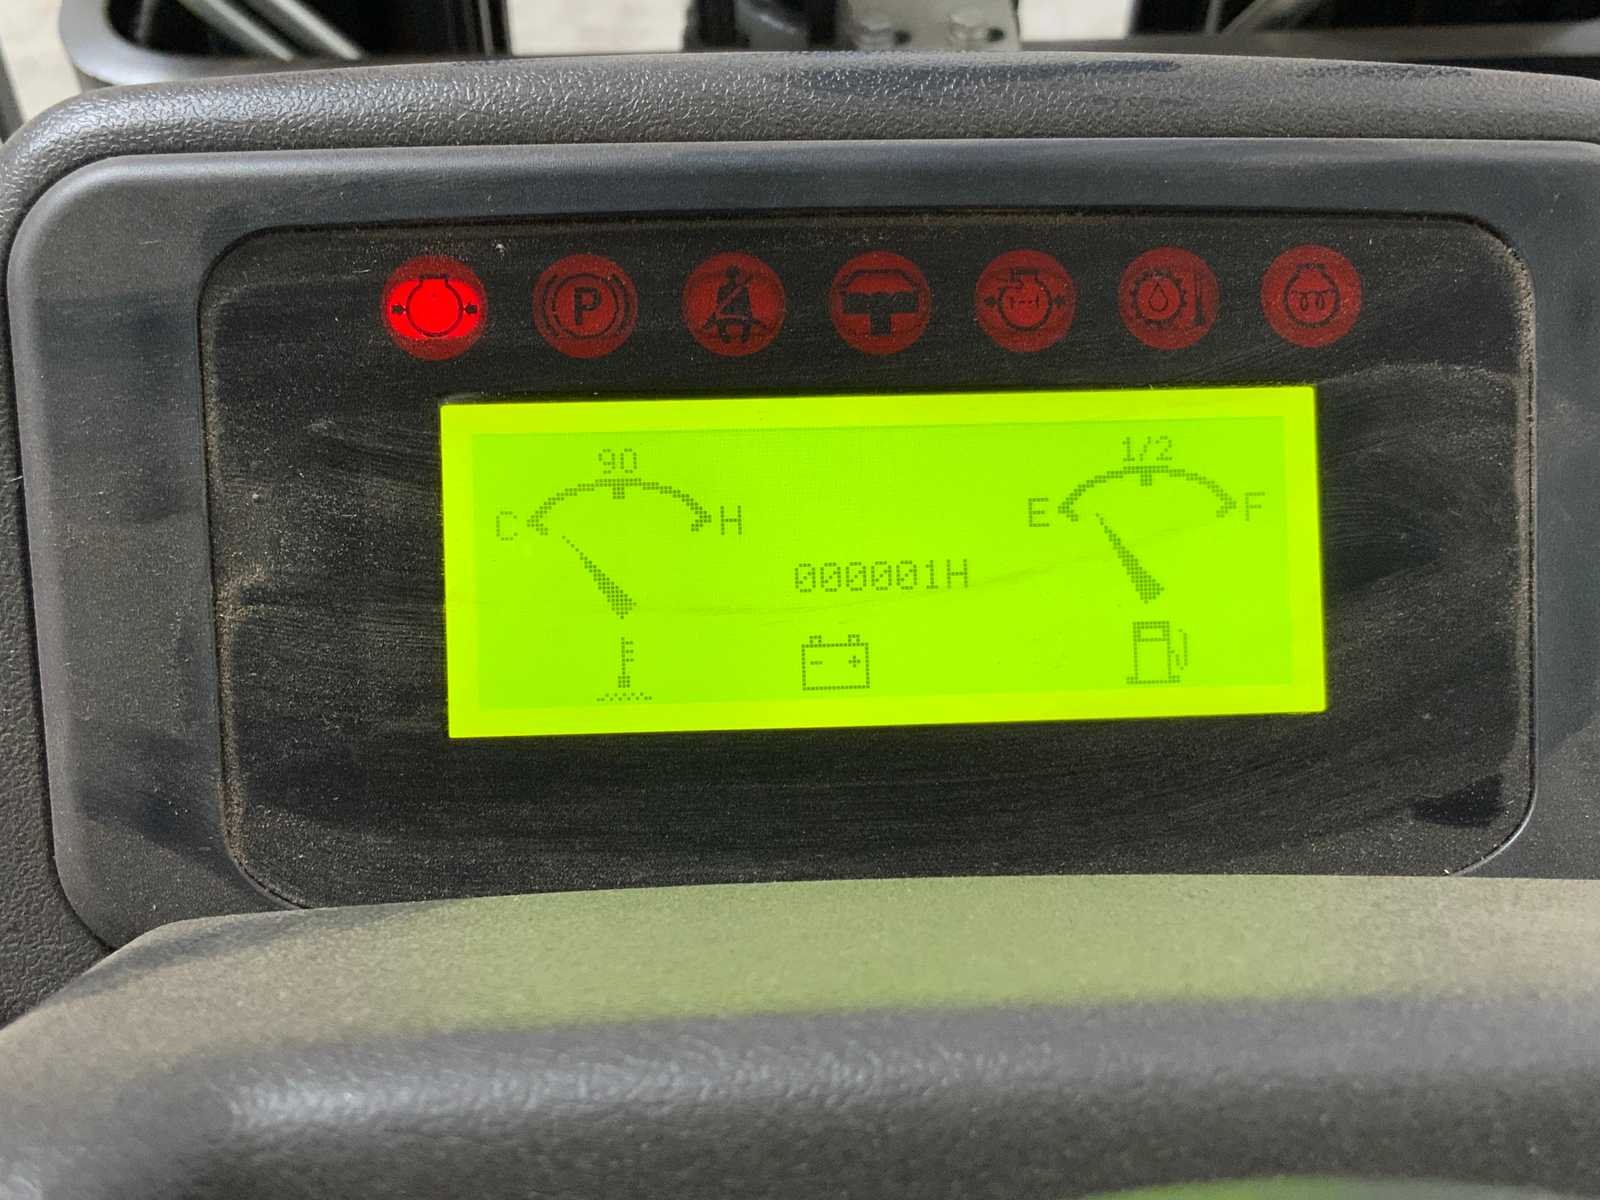 P
90
1/2
C H
E F
000001H
- +